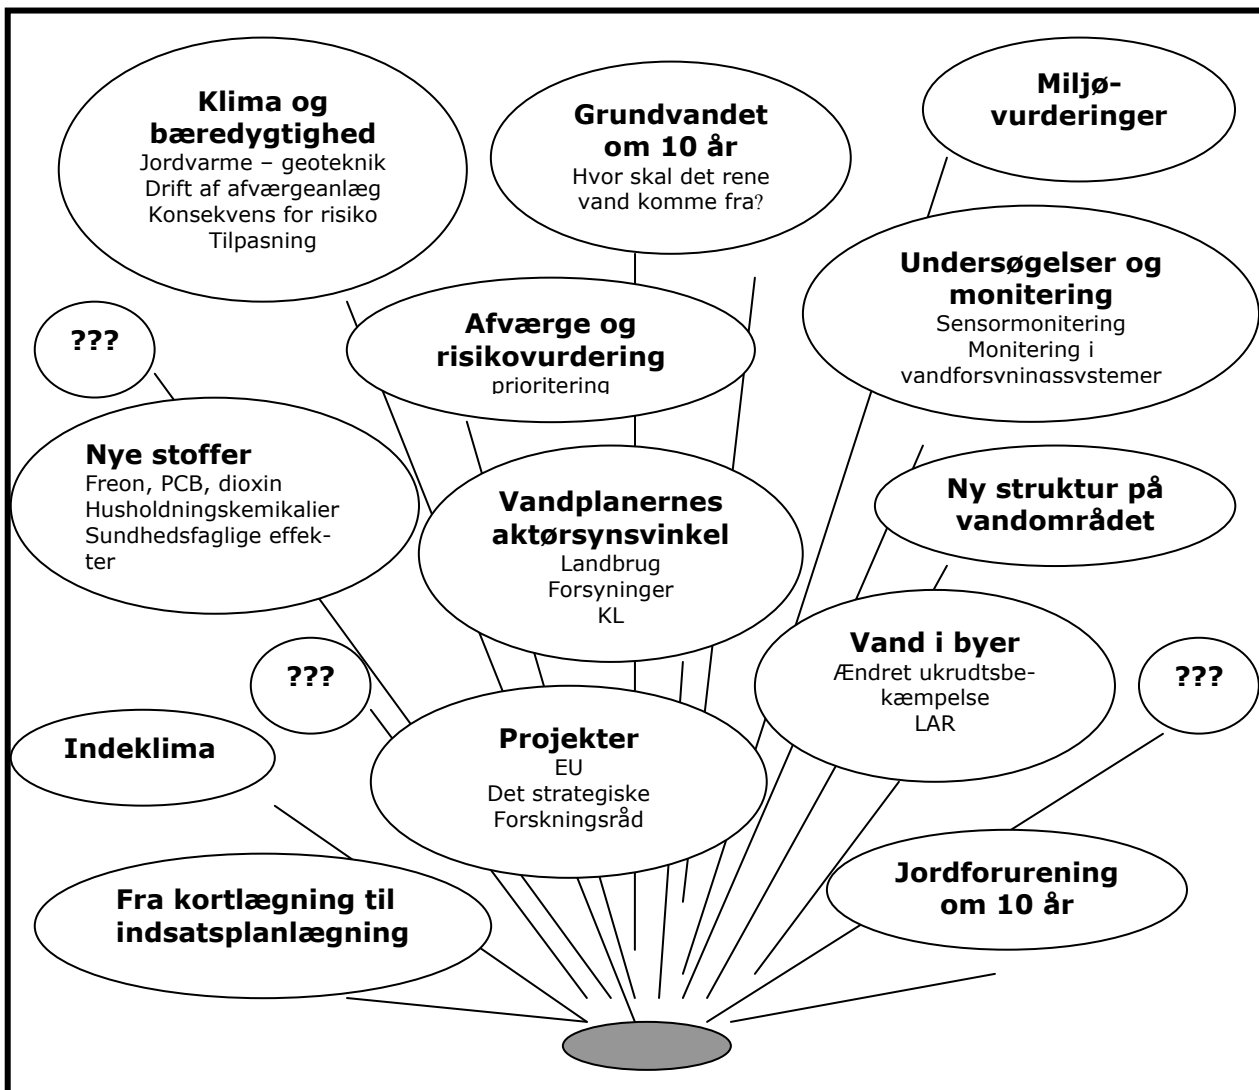 Klima og
bæredygtighed
Jordvarme – geoteknik
Drift af afværgeanlæg
Konsekvens for risiko
Tilpasning
Grundvandet
om 10 år
Hvor skal det rene
vand komme fra?
Miljø-
vurderinger
Undersøgelser og
monitering
Sensormonitering
Monitering i
vandforsyningssystemer
???
Afværge og
risikovurdering
prioritering
Nye stoffer
Freon, PCB, dioxin
Husholdningskemikalier
Sundhedsfaglige effek-
ter
Vandplanernes
aktørsynsvinkel
Landbrug
Forsyninger
KL
Ny struktur på
vandområdet
???
Vand i byer
Ændret ukrudtsbe-
kæmpelse
LAR
???
Indeklima
Projekter
EU
Det strategiske
Forskningsråd
Fra kortlægning til
indsatsplanlægning
Jordforurening
om 10 år